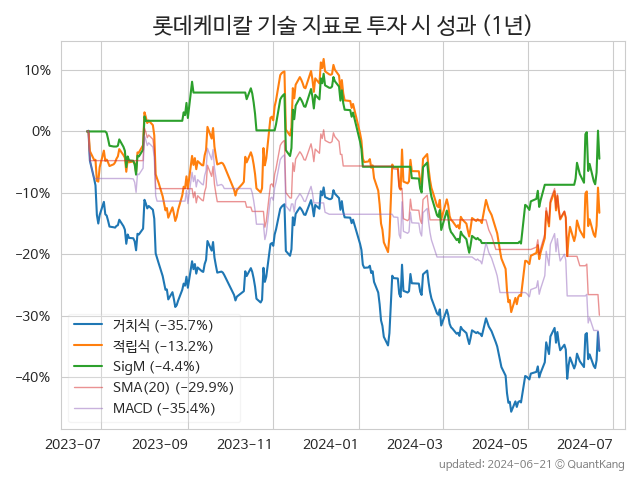 롯데케미칼 기술 지표로 투자 시 성과 (1년)
10%
0%
−10%
−20%
−30%
−40%
거치식 (−35.7%)
적립식 (−13.2%)
SigM (−4.4%)
SMA(20) (−29.9%)
MACD (−35.4%)
2023-07
2023-09
2023-11
2024-01
2024-03
2024-05
2024-07
updated: 2024-06-21 © QuantKang